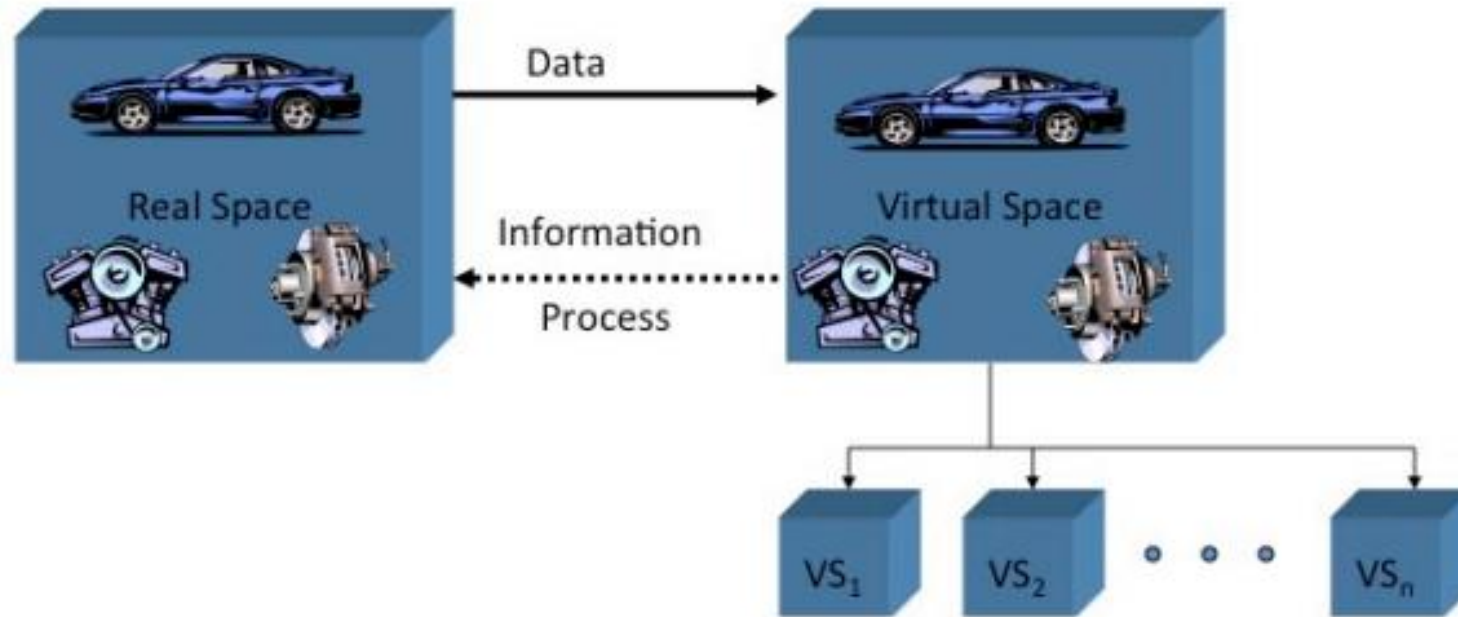 Data
Real Space
Virtual Space
Information
Process
VS₁
VS₂
VSₙ